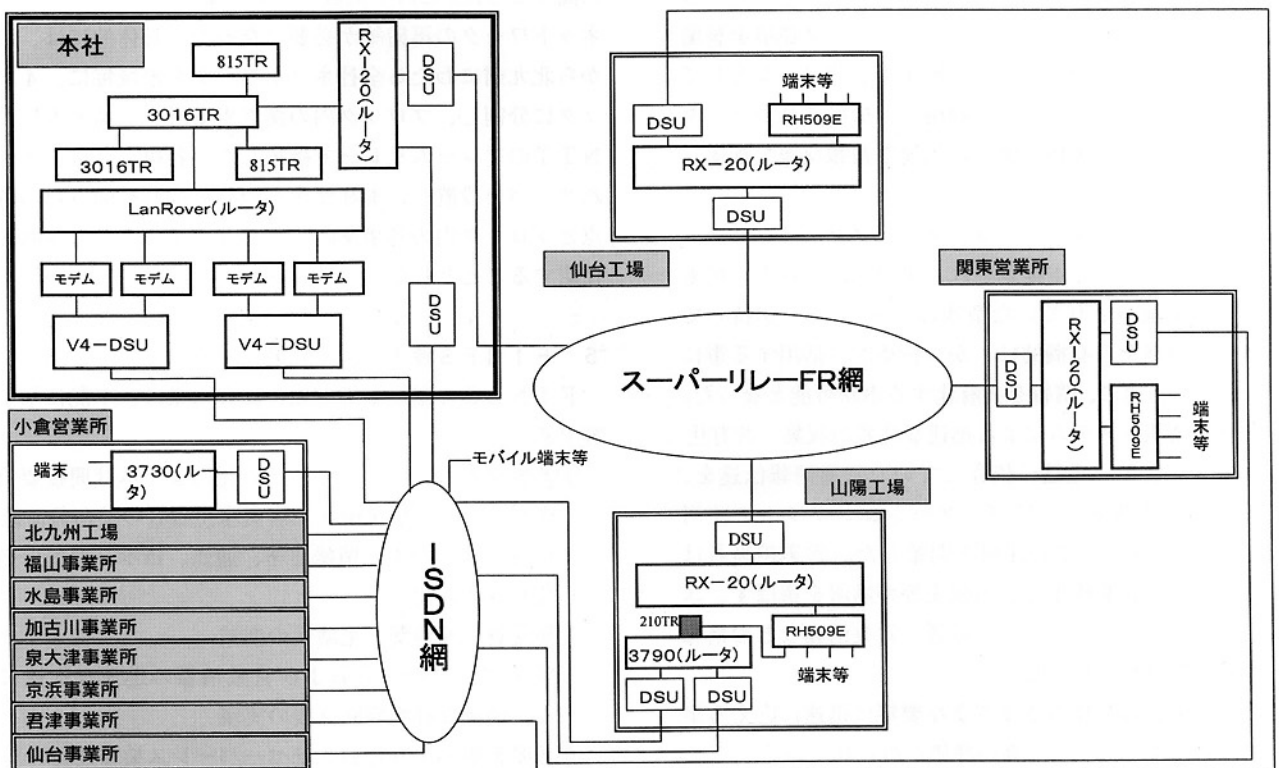 本社
815TR
3016TR
3016TR
815TR
RX-20(ルータ)
DSU
DSU
LanRover(ルータ)
モデム
モデム
モデム
モデム
V4-DSU
V4-DSU
小倉営業所
端末
3730(ルー
タ)
DSU
北九州工場
福山事業所
水島事業所
加古川事業所
泉大津事業所
京浜事業所
君津事業所
仙台事業所
ISDN網
モバイル端末等
DSU
端末等
RH509E
RX-20(ルータ)
DSU
仙台工場
スーパーリレーFR網
関東営業所
DSU
RX-20(ルータ)
DSU
RH509E
端末等
山陽工場
DSU
RX-20(ルータ)
210TR
RH509E
3790(ルータ)
端末等
DSU
DSU